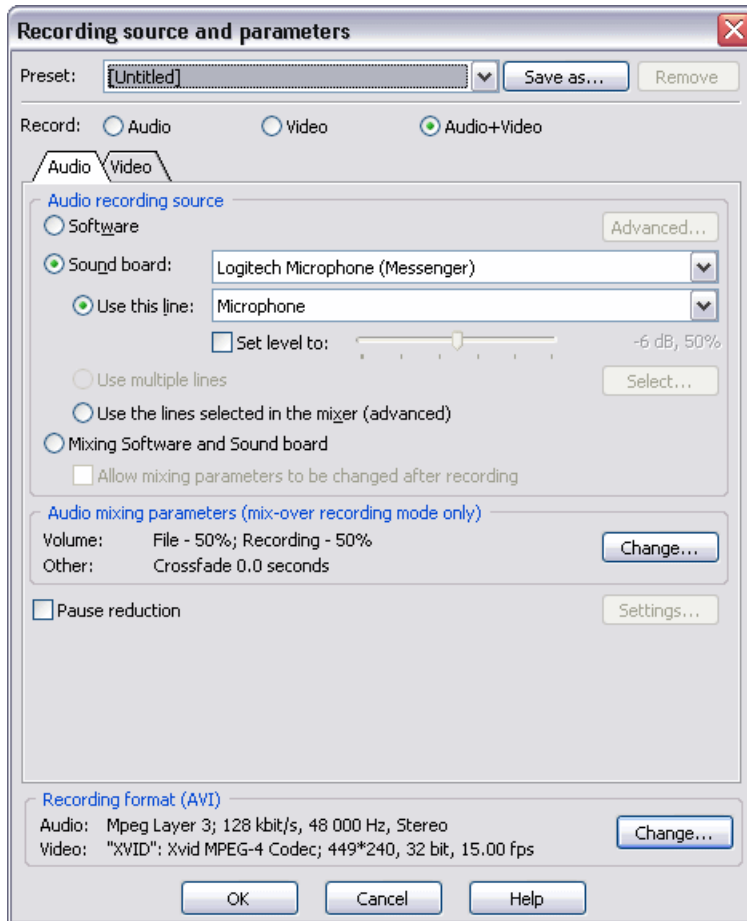 Recording source and parameters
Preset: [Untitled] Save as... Remove
Record: Audio Video Audio+Video
Audio Video
Audio recording source
Software Advanced...
Sound board: Logitech Microphone (Messenger)
Use this line: Microphone
Set level to: -6 dB, 50%
Use multiple lines Select...
Use the lines selected in the mixer (advanced)
Mixing Software and Sound board
Allow mixing parameters to be changed after recording
Audio mixing parameters (mix-over recording mode only)
Volume: File - 50%; Recording - 50%
Change...
Other: Crossfade 0.0 seconds
Pause reduction Settings...
Recording format (AVI)
Audio: Mpeg Layer 3; 128 kbit/s, 48 000 Hz, Stereo
Change...
Video: "XVID": Xvid MPEG-4 Codec; 449*240, 32 bit, 15.00 fps
OK Cancel Help